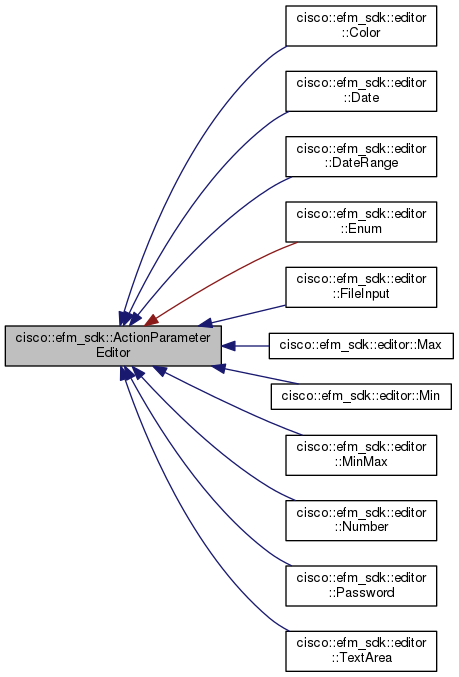 cisco::efm_sdk::editor
::Color
cisco::efm_sdk::editor
::Date
cisco::efm_sdk::editor
::DateRange
cisco::efm_sdk::editor
::Enum
cisco::efm_sdk::editor
::FileInput
cisco::efm_sdk::ActionParameter
Editor
cisco::efm_sdk::editor::Max
cisco::efm_sdk::editor::Min
cisco::efm_sdk::editor
::MinMax
cisco::efm_sdk::editor
::Number
cisco::efm_sdk::editor
::Password
cisco::efm_sdk::editor
::TextArea